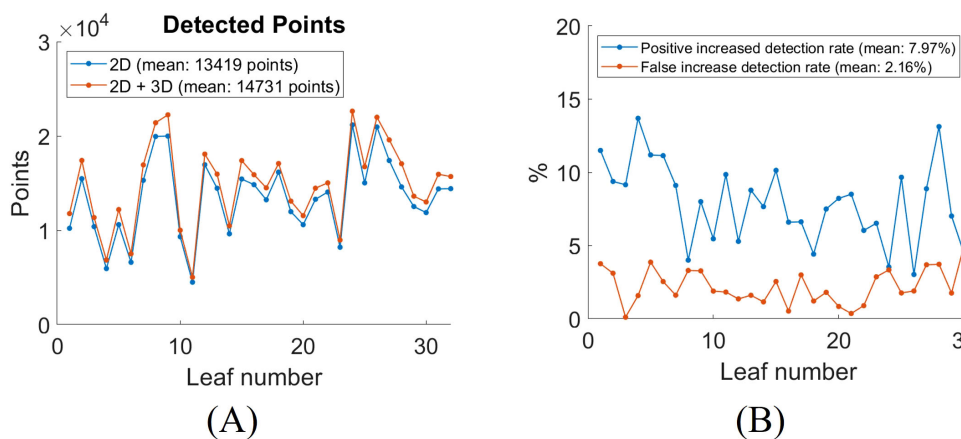 ×10⁴
Detected Points
3
2D (mean: 13419 points)
2D + 3D (mean: 14731 points)
2
Points
1
0
0
10
20
30
Leaf number
(A)
20
Positive increased detection rate (mean: 7.97%)
False increase detection rate (mean: 2.16%)
15
%
10
5
0
0
10
20
Leaf number
(B)